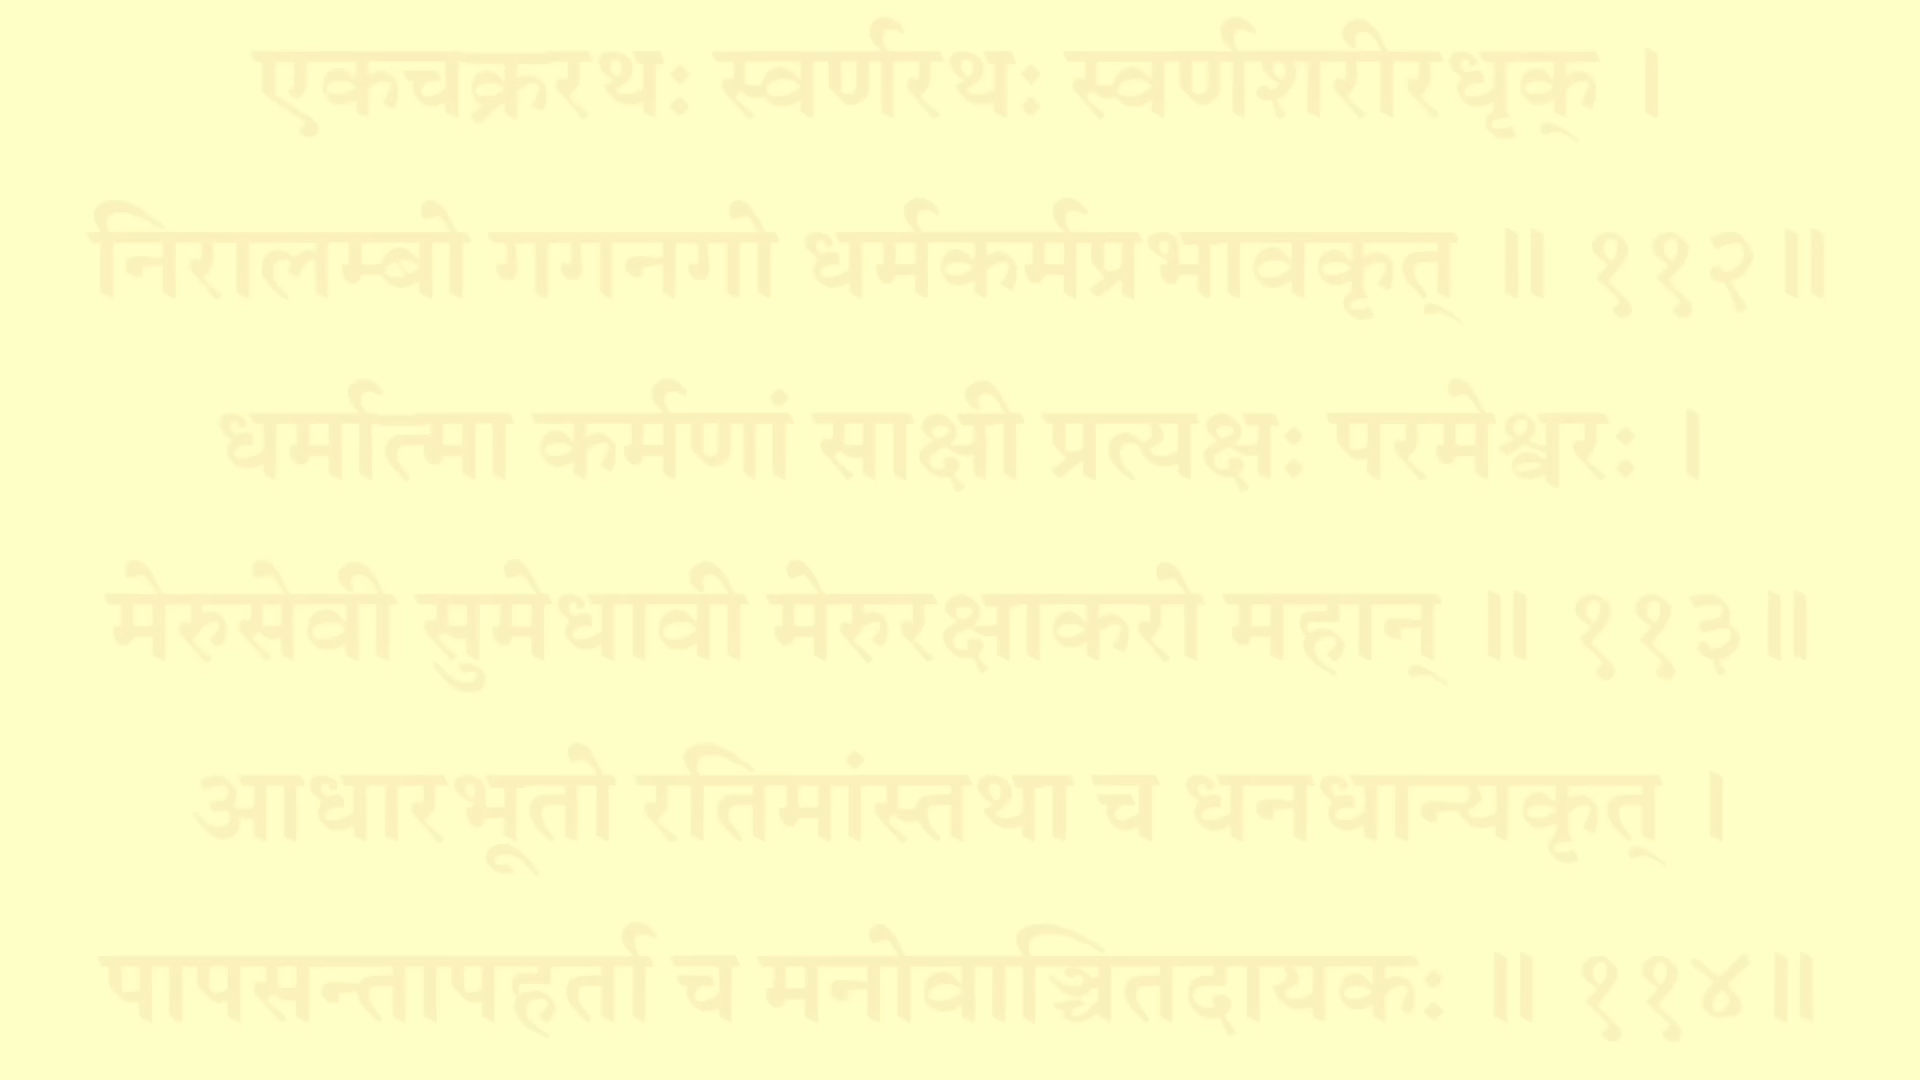 एकचक्ररथः स्वर्णरथः स्वर्णशरीरधृक् ।
निरालम्बो गगनगो धर्मकर्मप्रभावकृत् ॥ ११२॥
धर्मात्मा कर्मणां साक्षी प्रत्यक्षः परमेश्वरः ।
मेरुसेवी सुमेधावी मेरुरक्षाकरो महान् ॥ ११३॥
आधारभूतो रतिमांस्तथा च धनधान्यकृत् ।
पापसन्तापहर्ता च मनोवाञ्चितदायकः ॥ ११४॥